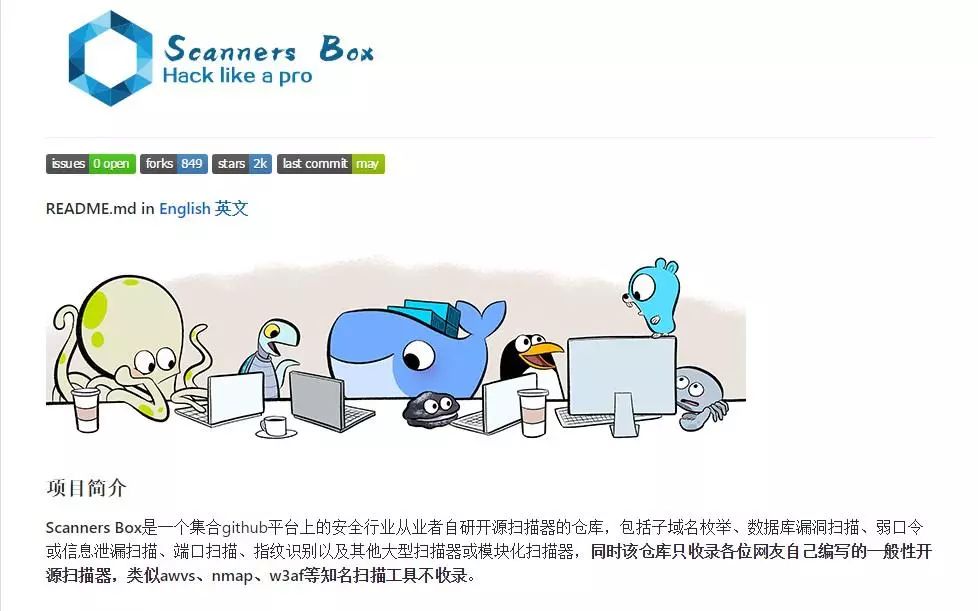 Scanners Box
Hack like a pro
issues 0 open forks 849 stars 2k last commit may
README.md in English 英文
项目简介
Scanners Box是一个集合github平台上的安全行业从业者自研开源扫描器的仓库，包括子域名枚举、数据库漏洞扫描、弱口令
或信息泄漏扫描、端口扫描、指纹识别以及其他大型扫描器或模块化扫描器，同时该仓库只收录各位网友自己编写的一般性开
源扫描器，类似awvs、nmap、w3af等知名扫描工具不收录。